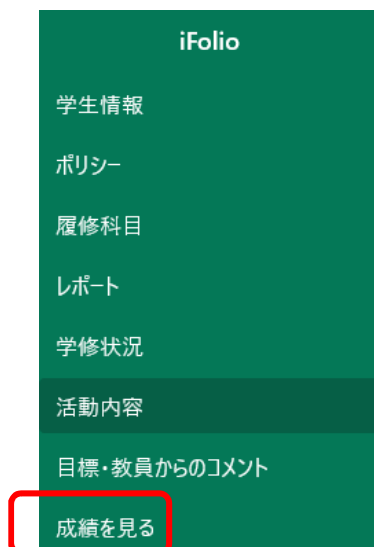 iFolio
学生情報
ポリシー
履修科目
レポート
学修状況
活動内容
目標・教員からのコメント
成績を見る